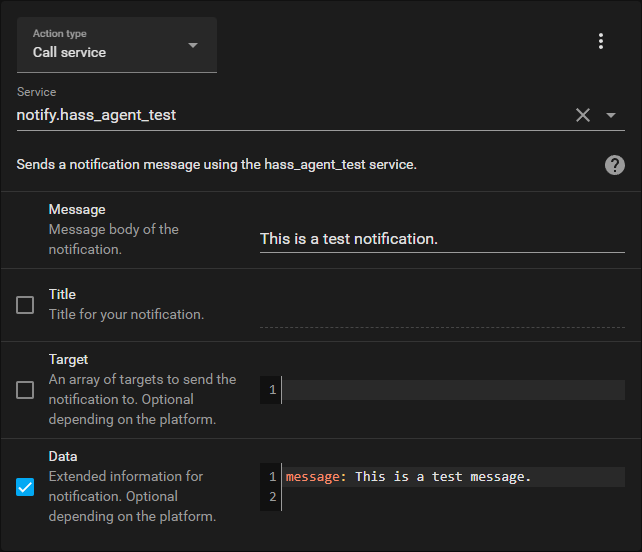 Action type
Call service
Service
notify.hass_agent_test
Sends a notification message using the hass_agent_test service.
Message
Message body of the
notification.
This is a test notification.
Title
Title for your notification.
Target
An array of targets to send the
notification to. Optional
depending on the platform.
1
Data
Extended information for
notification. Optional
depending on the platform.
1 message: This is a test message.
2